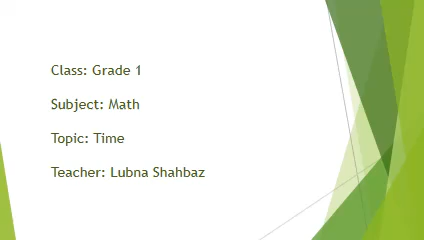 Class: Grade 1
Subject: Math
Topic: Time
Teacher: Lubna Shahbaz